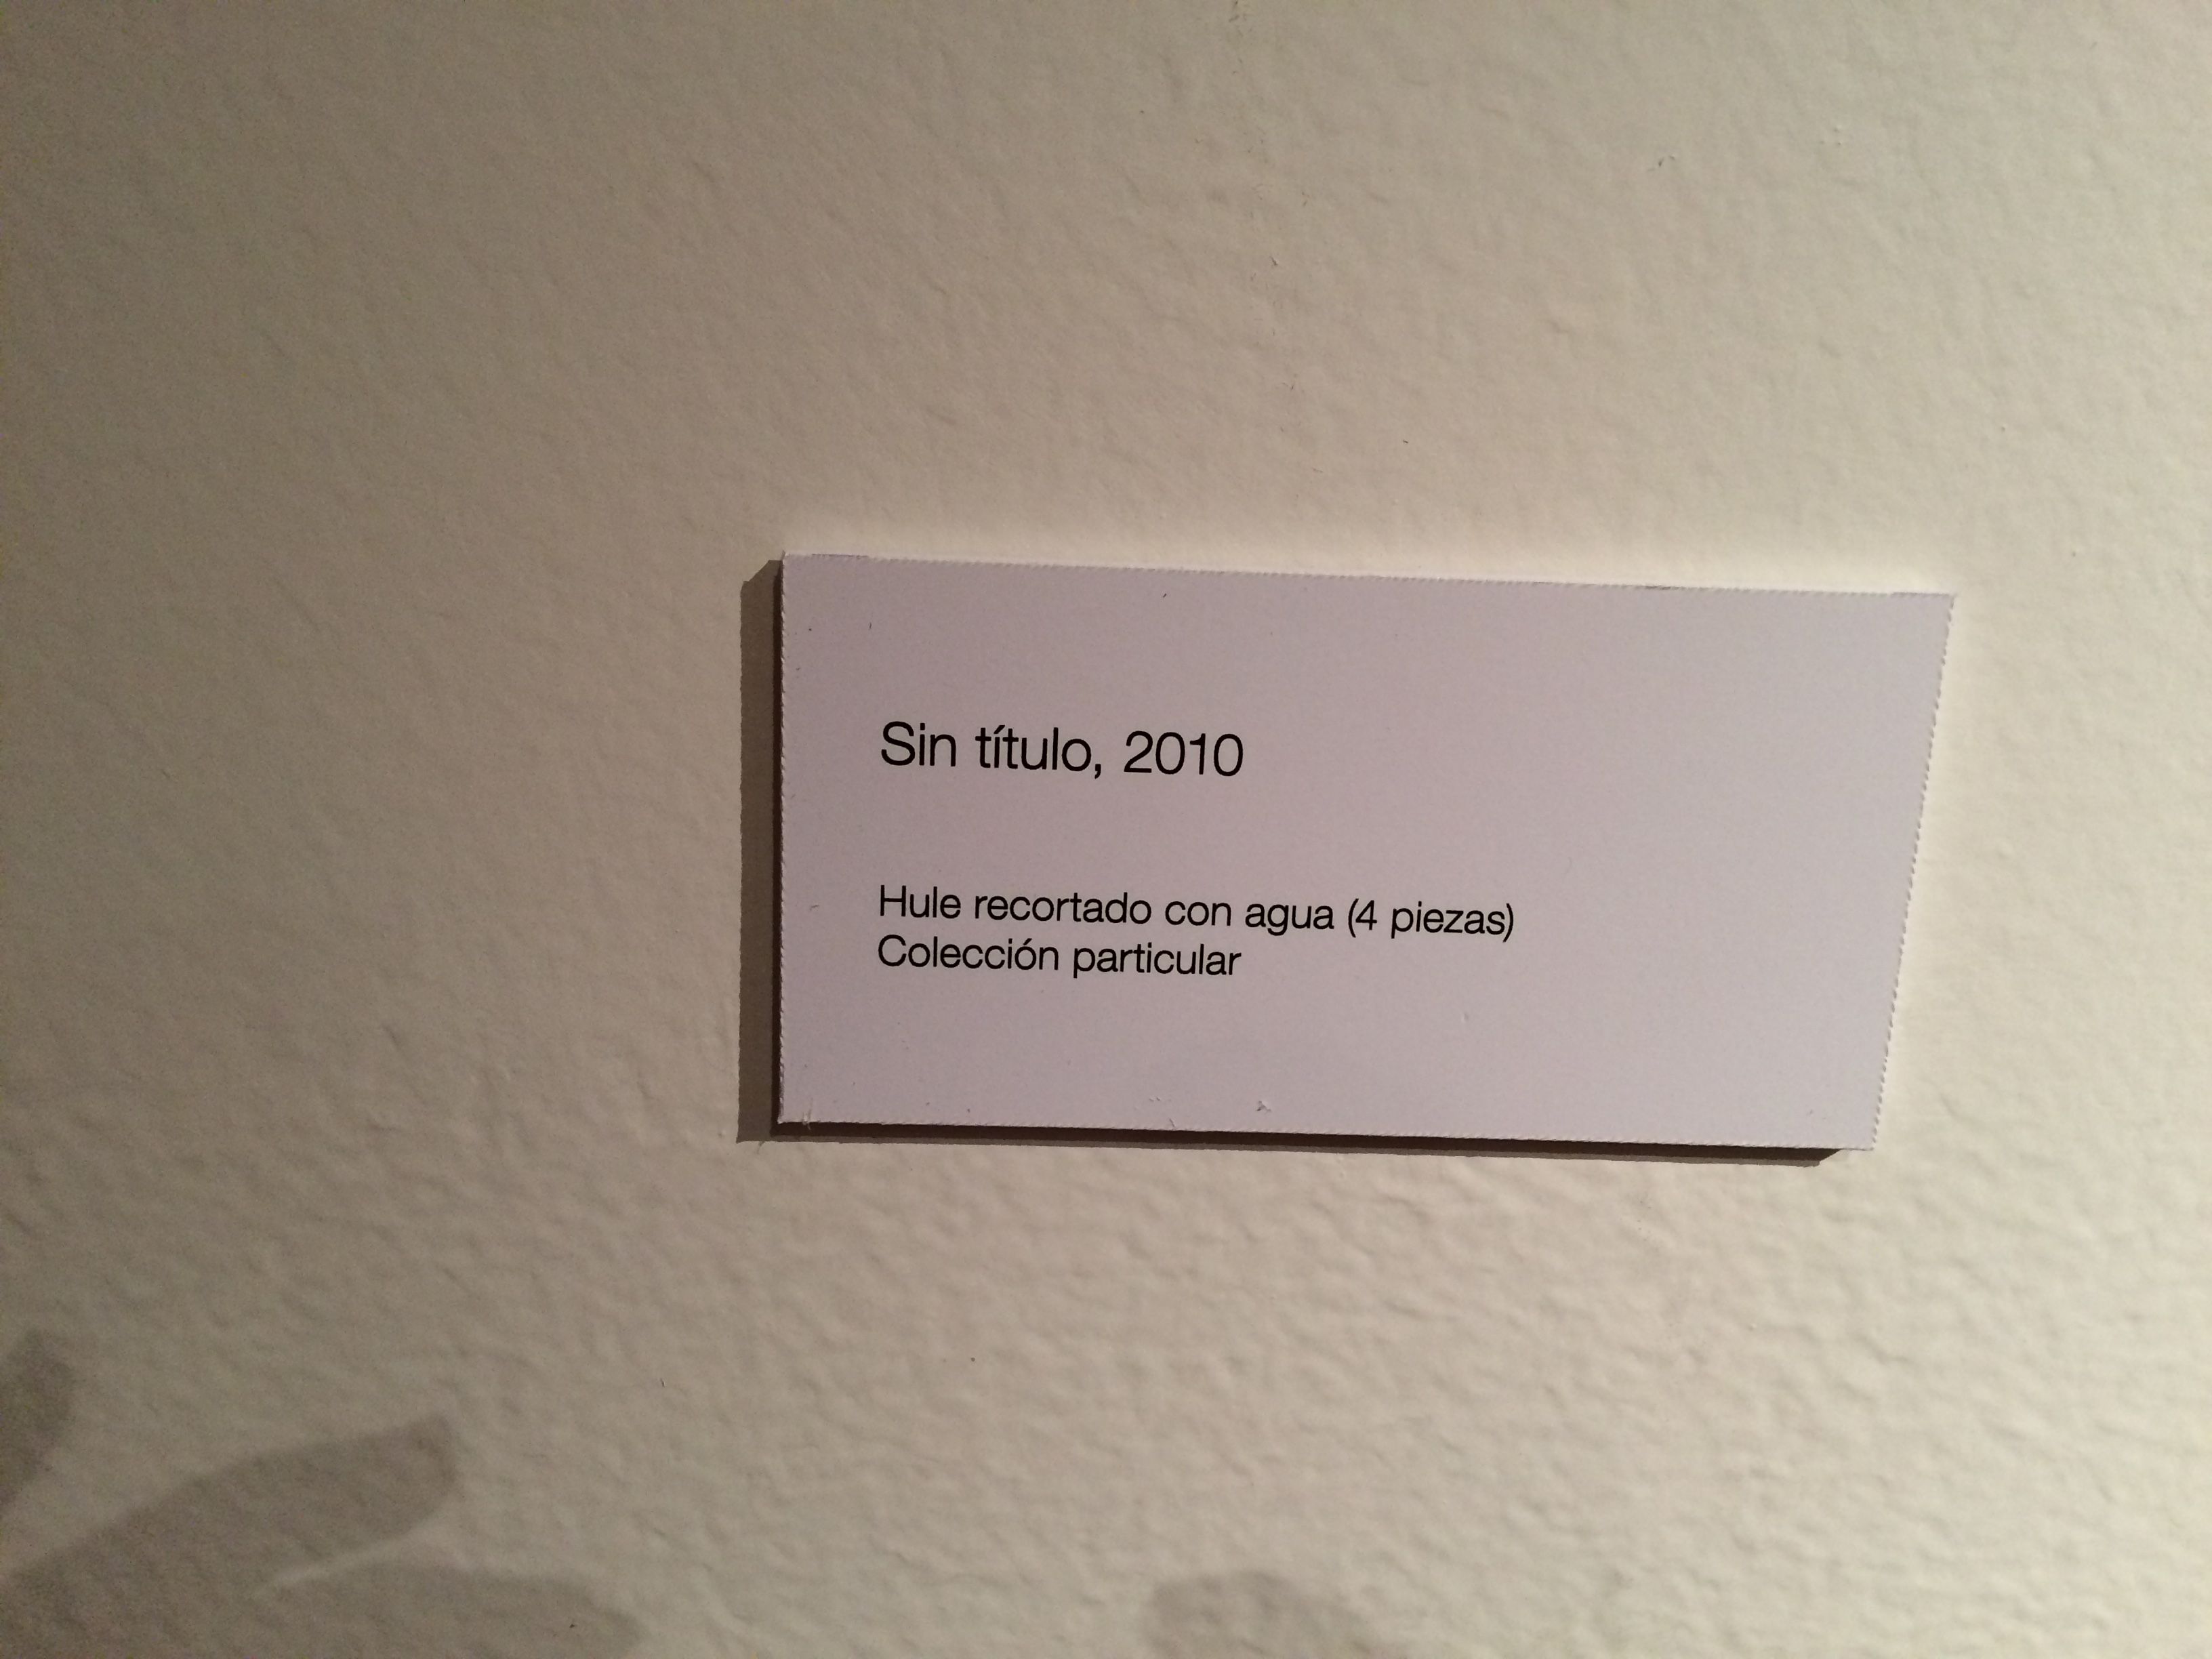 Sin título, 2010
Hule recortado con agua (4 piezas)
Colección particular